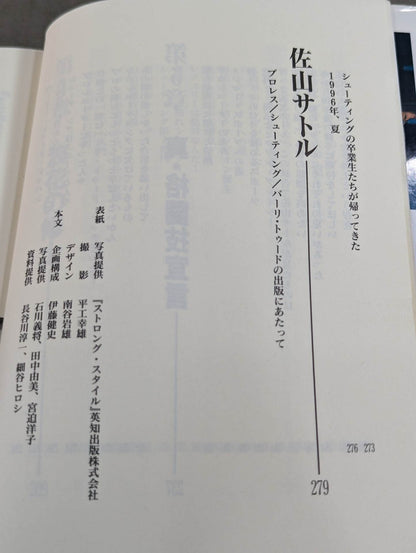 シューティングの卒業生たちが帰ってきた 273
1996年、夏 276
佐山サトル 279
プロレス/シューティング/バーリ・トゥードの出版にあたって
表紙 写真提供 『ストロング・スタイル』英知出版株式会社
撮影 平工幸雄
デザイン 南谷岩雄
本文 企画構成 伊藤健史
写真提供 石川義将、田中由美、宮迫洋子
資料提供 長谷川淳一、細谷ヒロシ